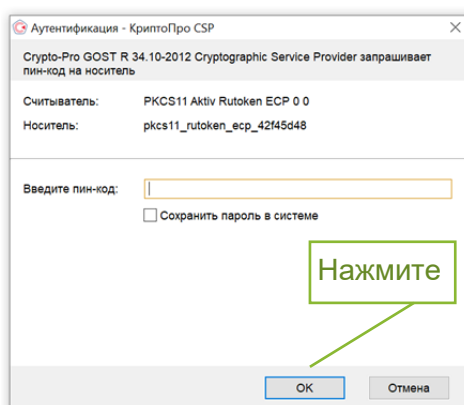 Аутентификация - КриптоПро CSP
Crypto-Pro GOST R 34.10-2012 Cryptographic Service Provider запрашивает
пин-код на носитель
Считыватель: PKCS11 Aktiv Rutoken ECP 0 0
Носитель: pkcs11_rutoken_ecp_42f45d48
Введите пин-код:
Сохранить пароль в системе
Нажмите
OK Отмена